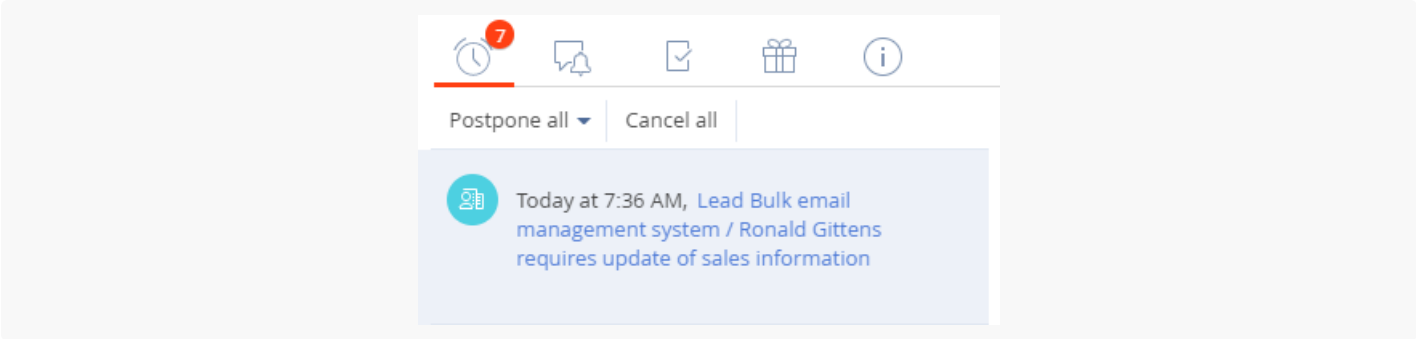 7
Postpone all
Cancel all
Today at 7:36 AM, Lead Bulk email
management system / Ronald Gittens
requires update of sales information